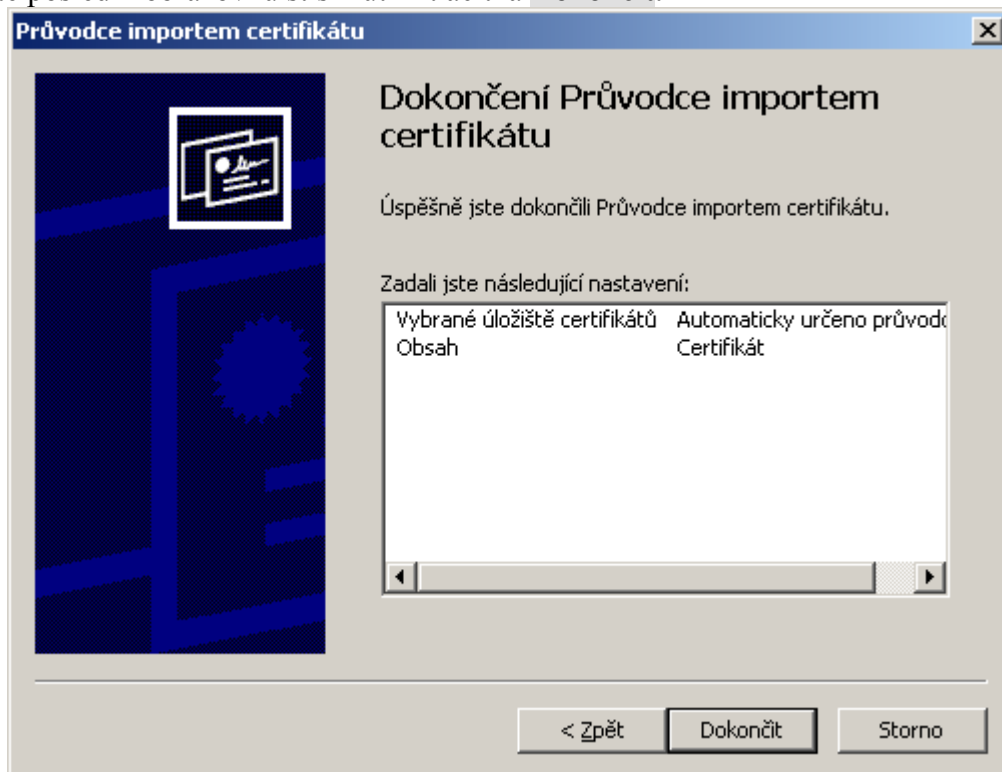 Průvodce importem certifikátu
Dokončení Průvodce importem
certifikátu
Úspěšně jste dokončili Průvodce importem certifikátu.
Zadali jste následující nastavení:
Vybrané úložiště certifikátů Automaticky určeno
Obsah Certifikát
< Zpět Dokončit Storno